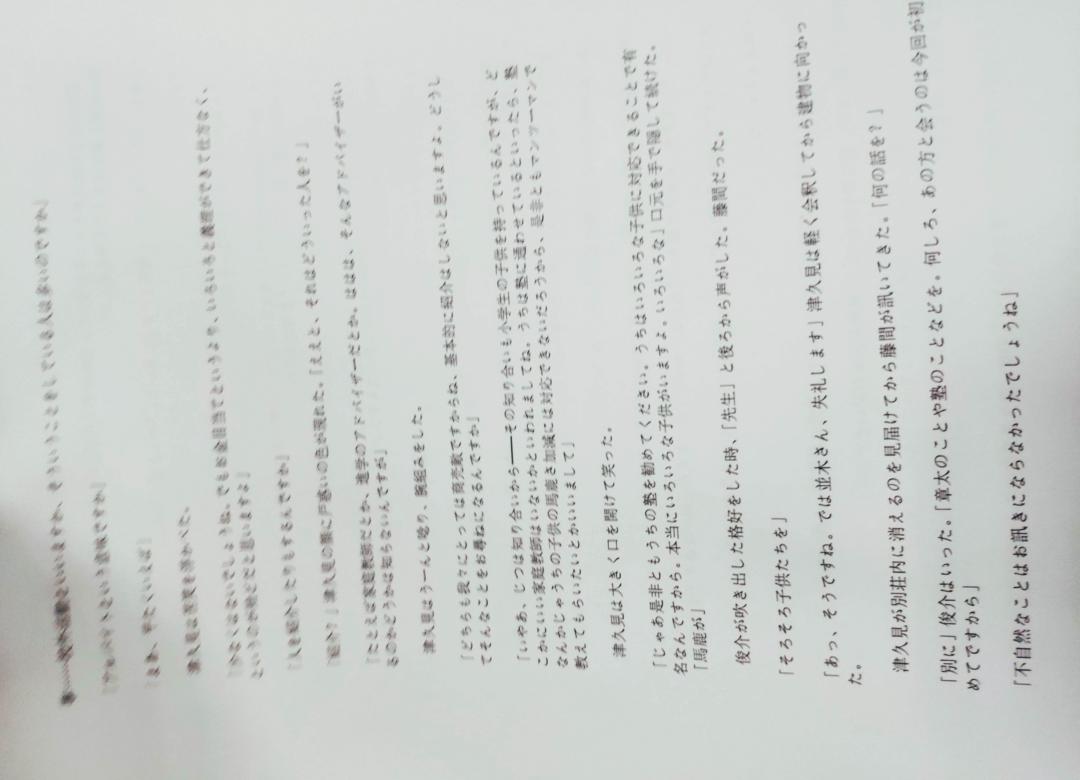 「アルバイトという意味ですか」
「まあ、平たくいえば」
津久見は苦笑を浮かべた。
「少なくはないでしょうね。でもお金目当てというより、いろいろと義理ができて仕方なく、
というのが殆どだと思いますよ」
「人を紹介したりもするんですか」
「紹介？」津久見の顔に戸惑いの色が現れた。「ええと、それはどういった人を？」
「たとえば家庭教師だとか、進学のアドバイザーだとか。ははは、そんなアドバイザーがい
るのかどうかは知らないんですが」
津久見はうーんと唸り、腕組みをした。
「どちらも我々にとっては商売敵ですからね、基本的に紹介はしないと思いますよ。どうし
てそんなことをお尋ねになるんですか」
「いやあ、じつは知り合いから――その知り合いも小学生の子供を持っているんですが、ど
こかにいい家庭教師はいないかといわれましてね。うちは塾に通わせているといったら、塾
なんかじゃうちの子供の馬鹿さ加減には対応できないだろうから、是非ともマンツーマンで
教えてもらいたいとかいいまして」
津久見は大きく口を開けて笑った。
「じゃあ是非ともうちの塾を勧めてください。うちはいろいろな子供に対応できることで有
名なんですから。本当にいろいろな子供がいますよ。いろいろな」口元を手で隠して続けた。
「馬鹿が」
俊介が吹き出した格好をした時、「先生」と後ろから声がした。藤間だった。
「そろそろ子供たちを」
「あっ、そうですね。では並木さん、失礼します」津久見は軽く会釈してから建物に向かっ
た。
津久見が別荘内に消えるのを見届けてから藤間が訊いてきた。「何の話を？」
「別に」俊介はいった。「章太のことや塾のことなどを。何しろ、あの方と会うのは今回が初
めてですから」
「不自然なことはお訊きにならなかったでしょうね」